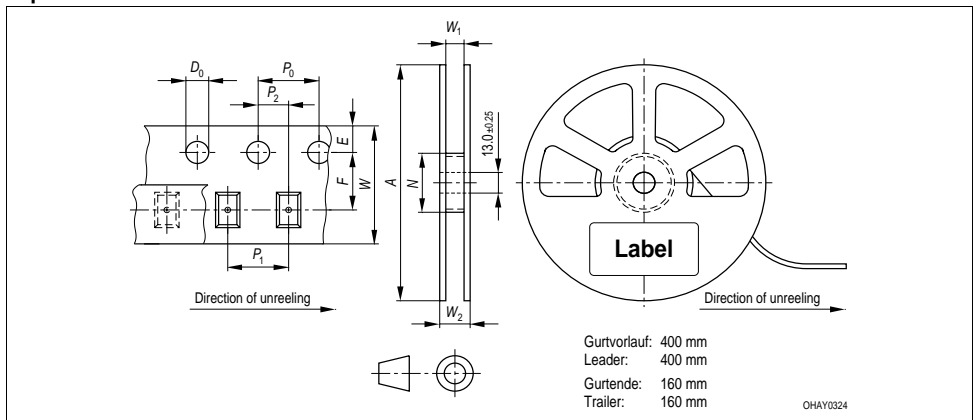 W1
D0
P0
P2
E
F
W
A
N
13.0 ±0.25
Label
P1
Direction of unreeling
W2
Direction of unreeling
Gurtvorlauf: 400 mm
Leader: 400 mm
Gurtende: 160 mm
Trailer: 160 mm
OHAY0324